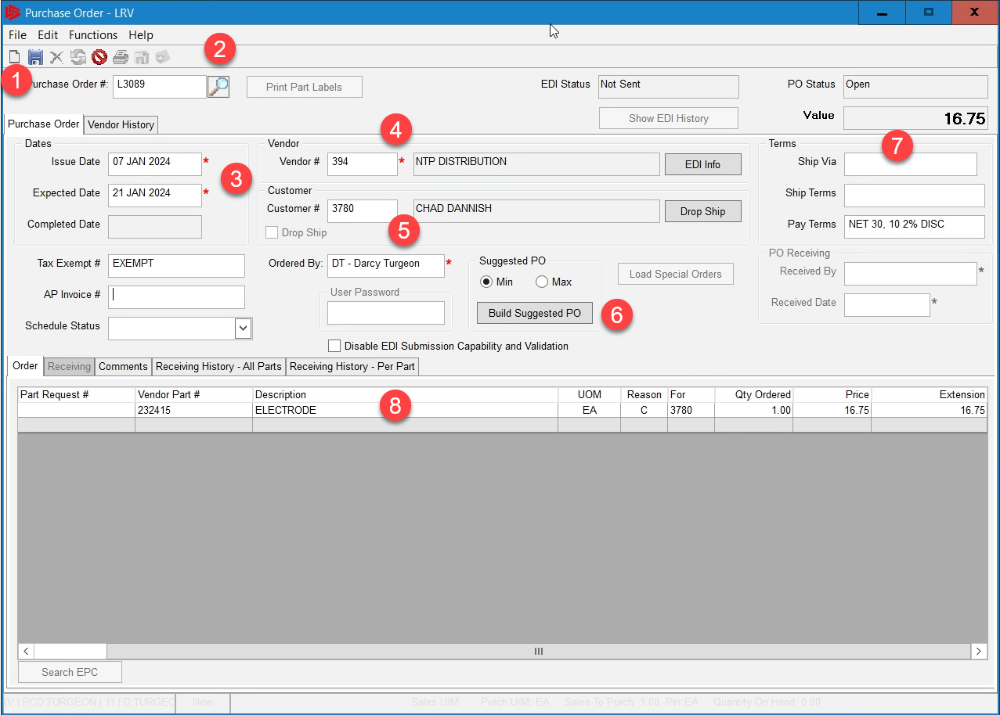 Purchase Order - LRV
File Edit Functions Help
2
1
urchase Order #: L3089 Print Part Labels EDI Status Not Sent PO Status Open
Show EDI History Value 16.75
Purchase Order Vendor History
4
Dates Vendor Terms
7
Issue Date 07 JAN 2024 * Vendor # 394 * NTP DISTRIBUTION EDI Info Ship Via
3
Expected Date 21 JAN 2024 * Customer Ship Terms
Customer # 3780 CHAD DANNISH Drop Ship
Completed Date Drop Ship Pay Terms NET 30, 10 2% DISC
5
Tax Exempt # EXEMPT Ordered By: DT - Darcy Turgeon * Suggested PO PO Receiving
Min Max Load Special Orders Received By *
AP Invoice # User Password Received Date *
Build Suggested PO 6
Schedule Status
Disable EDI Submission Capability and Validation
Order Receiving Comments Receiving History - All Parts Receiving History - Per Part
Part Request # Vendor Part # Description UOM Reason For Qty Ordered Price Extension
232415 ELECTRODE 8 EA C 3780 1.00 16.75 16.75
Search EPC
RV | PCD.TURGEON | 11 | D.TURGEO New Sales U/M: Purch U/M: EA Sales To Purch: 1.00 Per EA... Quantity On Hand: 0.00